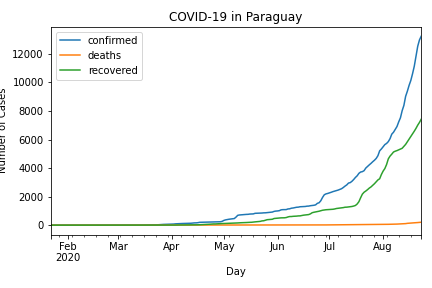 COVID-19 in Paraguay
confirmed
deaths
recovered
Number of Cases
12000
10000
8000
6000
4000
2000
0
Feb
2020
Mar
Apr
May
Jun
Jul
Aug
Day